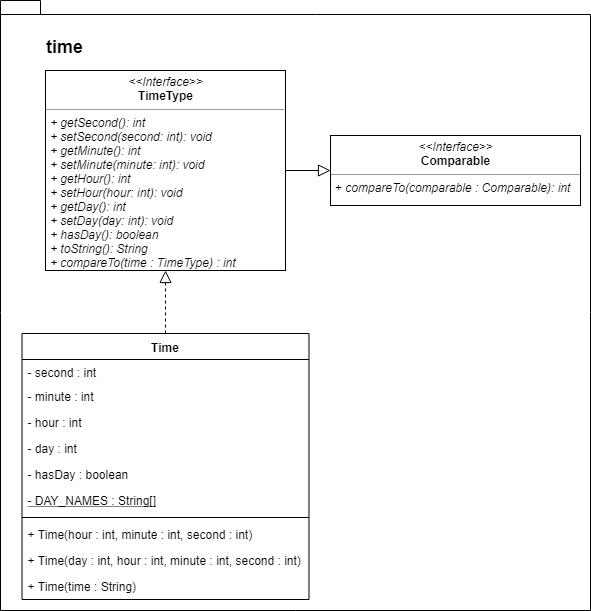 time
<<Interface>>
TimeType
+ getSecond(): int
+ setSecond(second: int): void
+ getMinute(): int
+ setMinute(minute: int): void
+ getHour(): int
+ setHour(hour: int): void
+ getDay(): int
+ setDay(day: int): void
+ hasDay(): boolean
+ toString(): String
+ compareTo(time : TimeType) : int
<<Interface>>
Comparable
+ compareTo(comparable : Comparable): int
Time
- second : int
- minute : int
- hour : int
- day : int
- hasDay : boolean
- DAY_NAMES : String[]
+ Time(hour : int, minute : int, second : int)
+ Time(day : int, hour : int, minute : int, second : int)
+ Time(time : String)